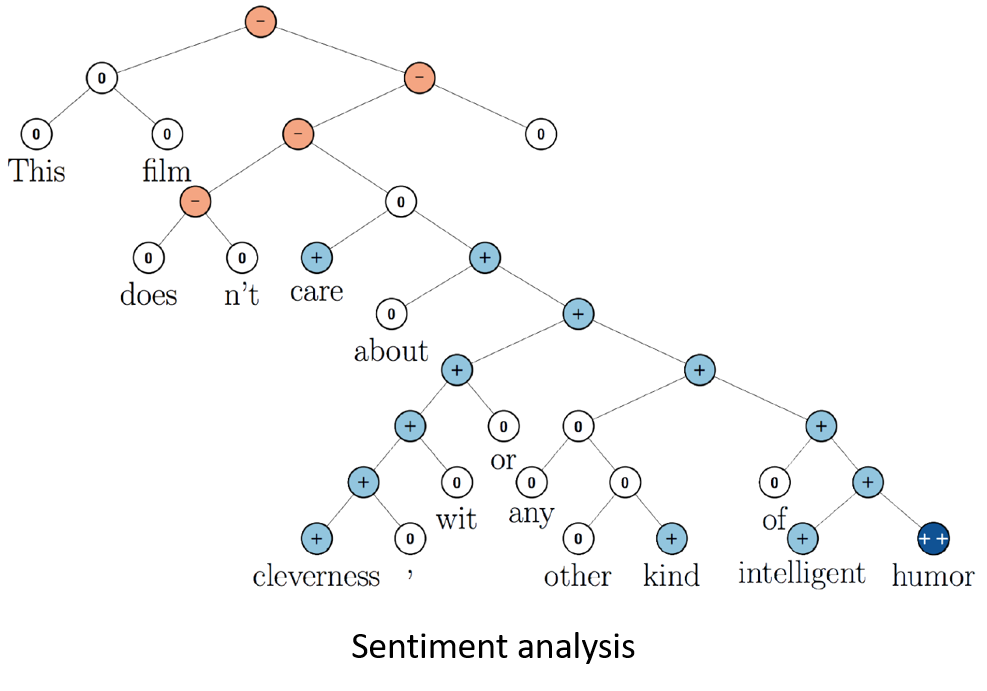 −
0 −
0 0 − 0
This film
− 0
0 0 + +
does n't care
0 +
about
+ +
+ 0 0 +
or
+ 0 0 0 0 +
wit any of
+ 0 0 + + ++
cleverness , other kind intelligent humor
Sentiment analysis